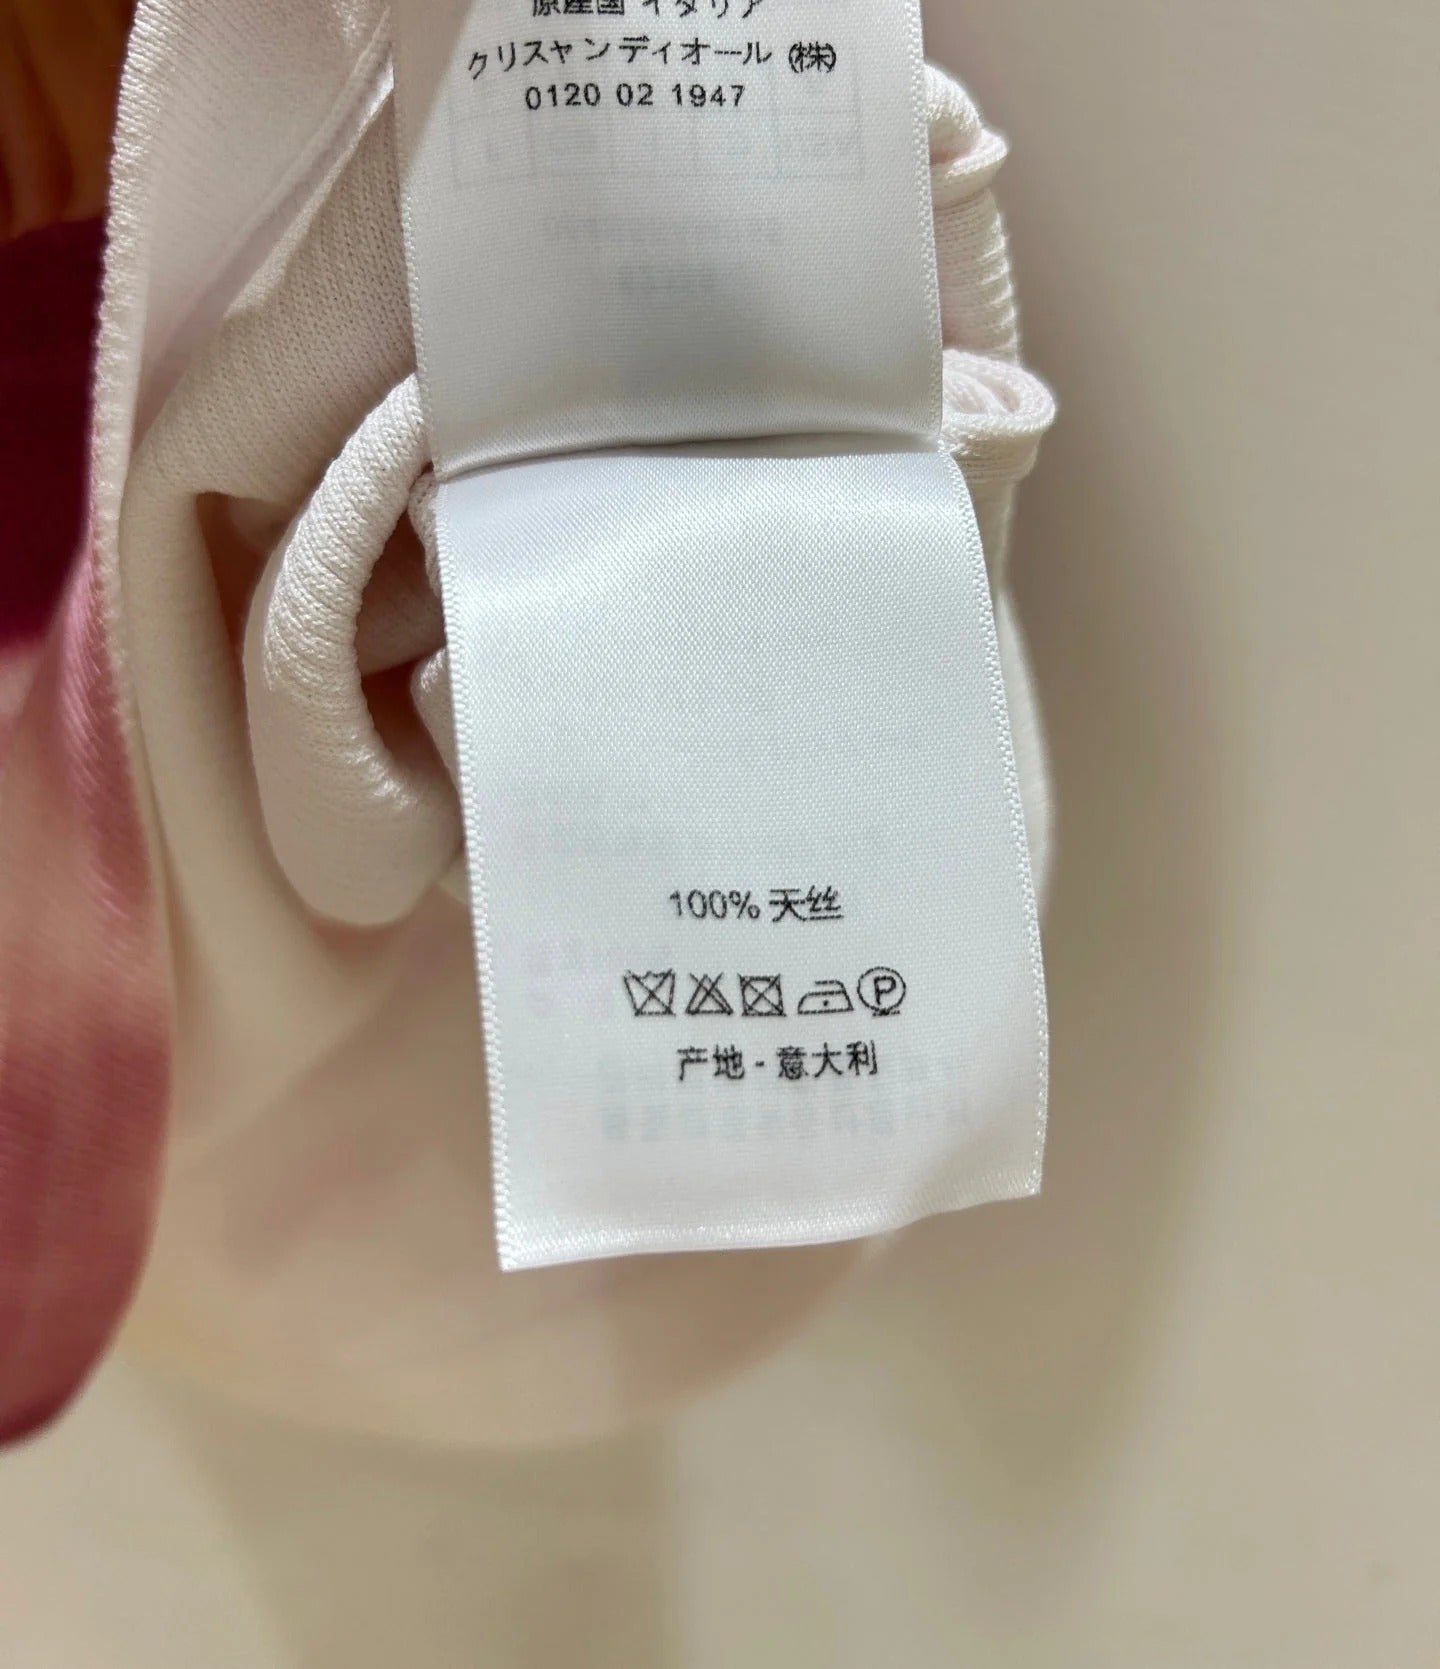 原産国 イタリア
クリスャンディオール (株)
0120 02 1947
100% 天丝
P
产地 - 意大利